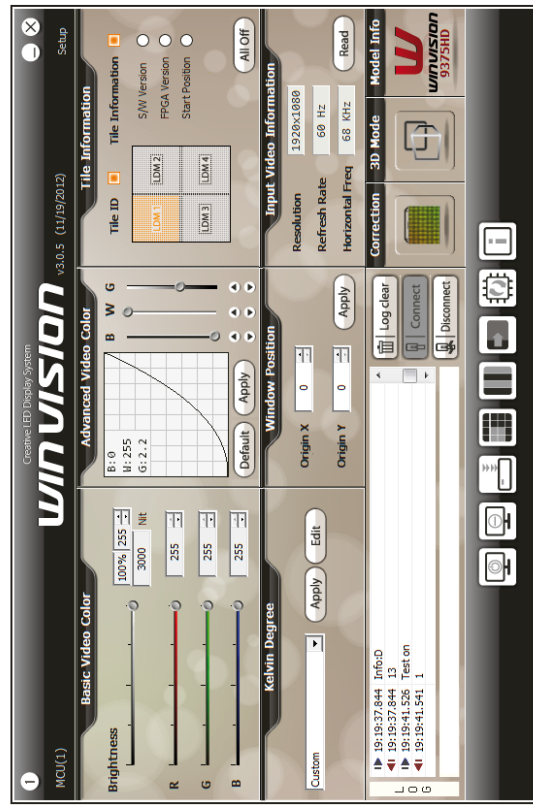 Creative LED Display System
WINVISION
MCU(1)
v3.0.5 (11/19/2012)
Setup
Basic Video Color
Brightness
100%
255
3000
Nit
R
255
G
255
B
255
Advanced Video Color
B:0
W:255
G:2.2
B W G
Default
Apply
Tile Information
Tile ID
LDM 1
LDM 2
LDM 3
LDM 4
Tile Information
S/W Version
FPGA Version
Start Position
All Off
Kelvin Degree
Custom
Apply
Edit
Window Position
Origin X
0
Origin Y
0
Apply
Input Video Information
Resolution
1920x1080
Refresh Rate
60 Hz
Horizontal Freq
68 KHz
Read
LOG
19:19:37.844 Info:D
19:19:37.844 13
19:19:41.526 Test on
19:19:41.541 1
Log clear
Connect
Disconnect
Correction
3D Mode
Model Info
WINVISION
9375HD